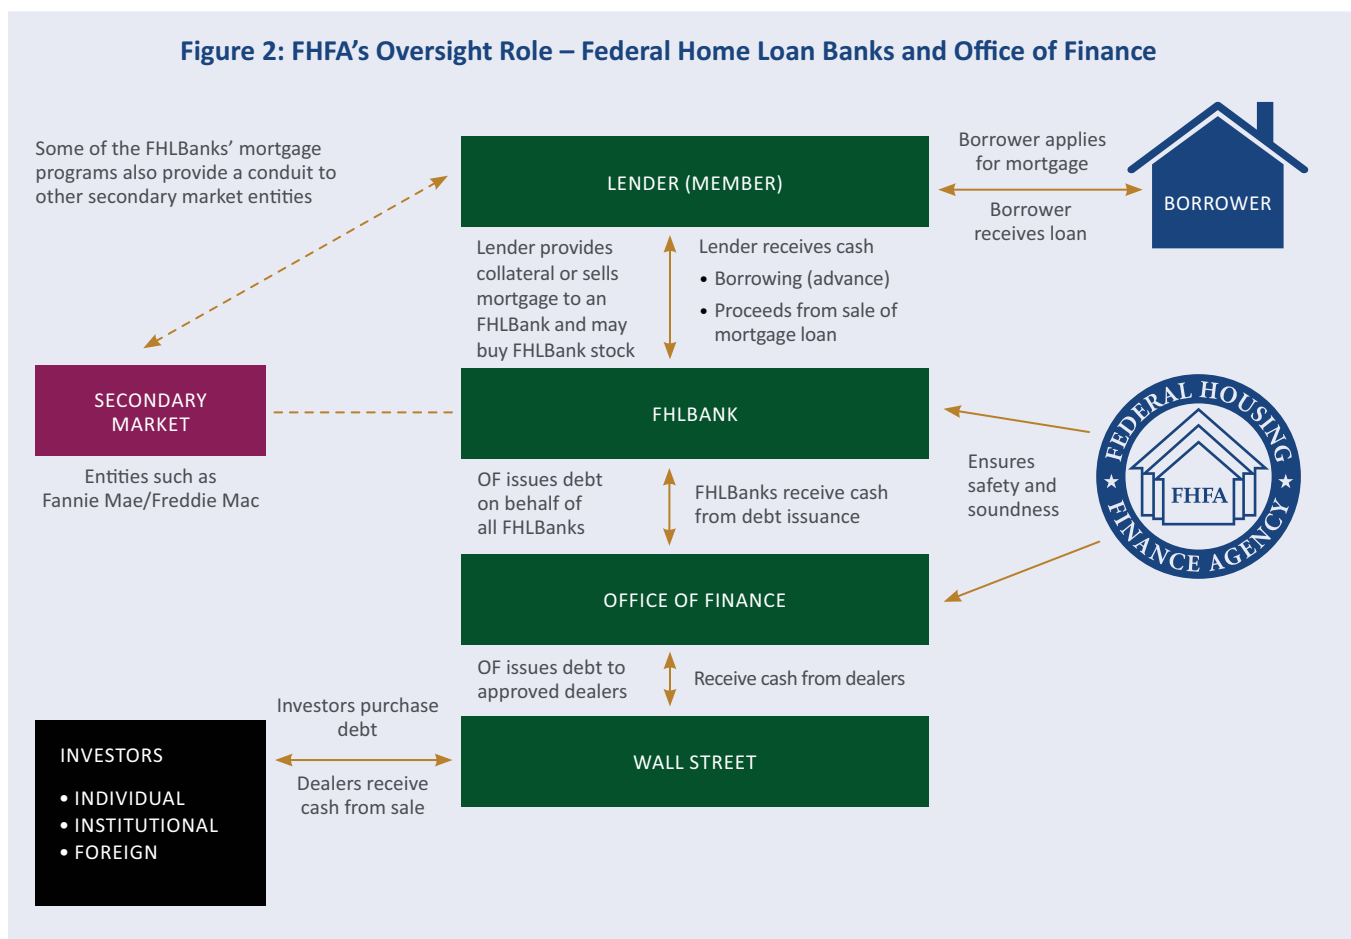 Figure 2: FHFA's Oversight Role – Federal Home Loan Banks and Office of Finance
Some of the FHLBanks' mortgage
programs also provide a conduit to
other secondary market entities
LENDER (MEMBER)
Borrower applies
for mortgage
Borrower
receives loan
BORROWER
Lender provides
collateral or sells
mortgage to an
FHLBank and may
buy FHLBank stock
Lender receives cash
• Borrowing (advance)
• Proceeds from sale of
mortgage loan
SECONDARY
MARKET
Entities such as
Fannie Mae/Freddie Mac
FHLBANK
Ensures
safety and
soundness
FEDERAL HOUSING
FHFA
FINANCE AGENCY
OF issues debt
on behalf of
all FHLBanks
FHLBanks receive cash
from debt issuance
OFFICE OF FINANCE
OF issues debt to
approved dealers
Receive cash from dealers
Investors purchase
debt
Dealers receive
cash from sale
WALL STREET
INVESTORS
• INDIVIDUAL
• INSTITUTIONAL
• FOREIGN